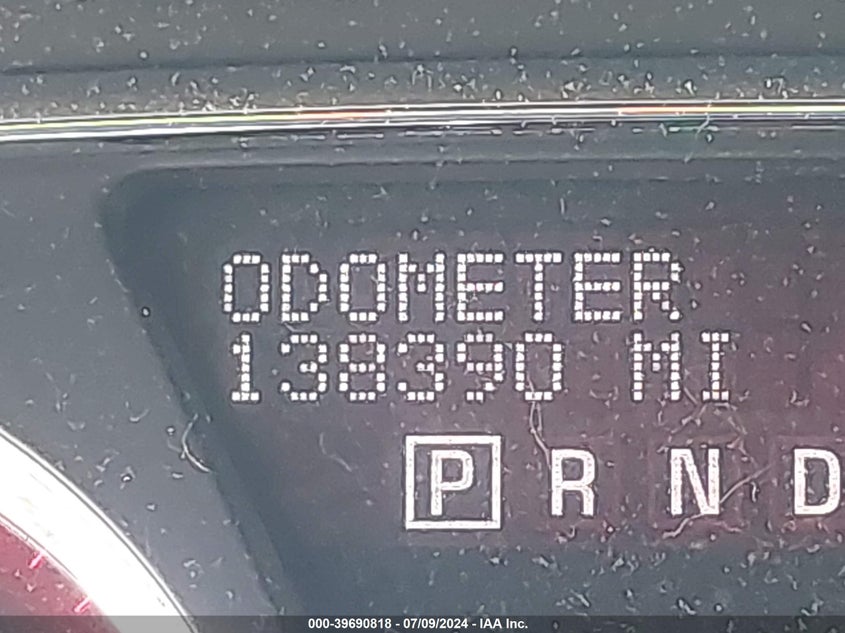 ODOMETER
138390 MI
P R N D
000-39690818 - 07/09/2024 - IAA Inc.